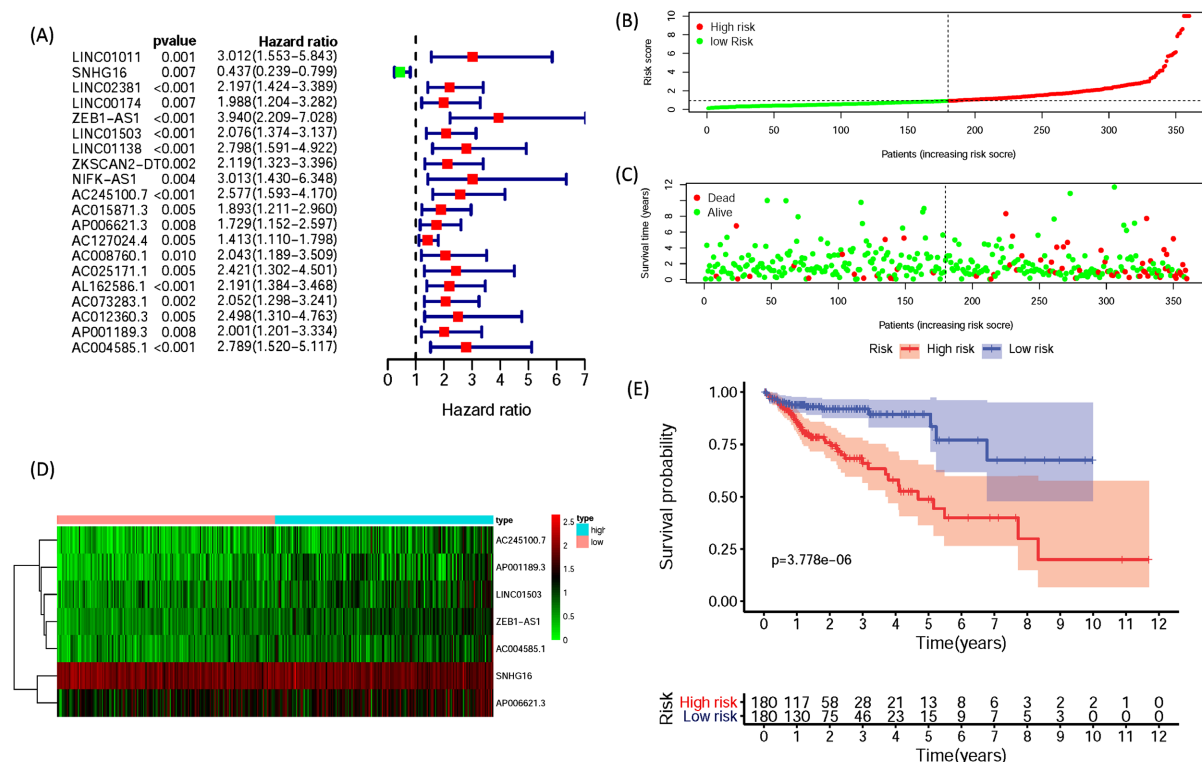 (A)
pvalue Hazard ratio
LINC01011 0.001 3.012(1.553−5.843)
SNHG16 0.007 0.437(0.239−0.799)
LINC02381 <0.001 2.197(1.424−3.389)
LINC00174 0.007 1.988(1.204−3.282)
ZEB1−AS1 <0.001 3.940(2.209−7.028)
LINC01503 <0.001 2.076(1.374−3.137)
LINC01138 <0.001 2.798(1.591−4.922)
ZKSCAN2−DT 0.002 2.119(1.323−3.396)
NIFK−AS1 0.004 3.013(1.430−6.348)
AC245100.7 <0.001 2.577(1.593−4.170)
AC015871.3 0.005 1.893(1.211−2.960)
AP006621.3 0.008 1.729(1.152−2.597)
AC127024.4 0.005 1.413(1.110−1.798)
AC008760.1 0.010 2.043(1.189−3.509)
AC025171.1 0.005 2.421(1.302−4.501)
AL162586.1 <0.001 2.191(1.384−3.468)
AC073283.1 0.002 2.052(1.298−3.241)
AC012360.3 0.005 2.498(1.310−4.763)
AP001189.3 0.008 2.001(1.201−3.334)
AC004585.1 <0.001 2.789(1.520−5.117)
0 1 2 3 4 5 6 7
Hazard ratio
(B)
High risk
low Risk
Risk score
10
8
6
4
2
0
0 50 100 150 200 250 300 350
Patients (increasing risk socre)
(C)
Dead
Alive
Survival time (years)
12
10
8
6
4
2
0
0 50 100 150 200 250 300 350
Patients (increasing risk socre)
(D)
type
AC245100.7
AP001189.3
LINC01503
ZEB1−AS1
AC004585.1
SNHG16
AP006621.3
2.5
2
1.5
1
0.5
0
type
high
low
(E)
Risk High risk Low risk
Survival probability
1.00
0.75
0.50
0.25
0.00
p=3.778e−06
0 1 2 3 4 5 6 7 8 9 10 11 12
Time(years)
Risk
High risk 180 117 58 28 21 13 8 6 3 2 2 1 0
Low risk 180 130 75 46 23 15 9 7 5 3 0 0 0
0 1 2 3 4 5 6 7 8 9 10 11 12
Time(years)